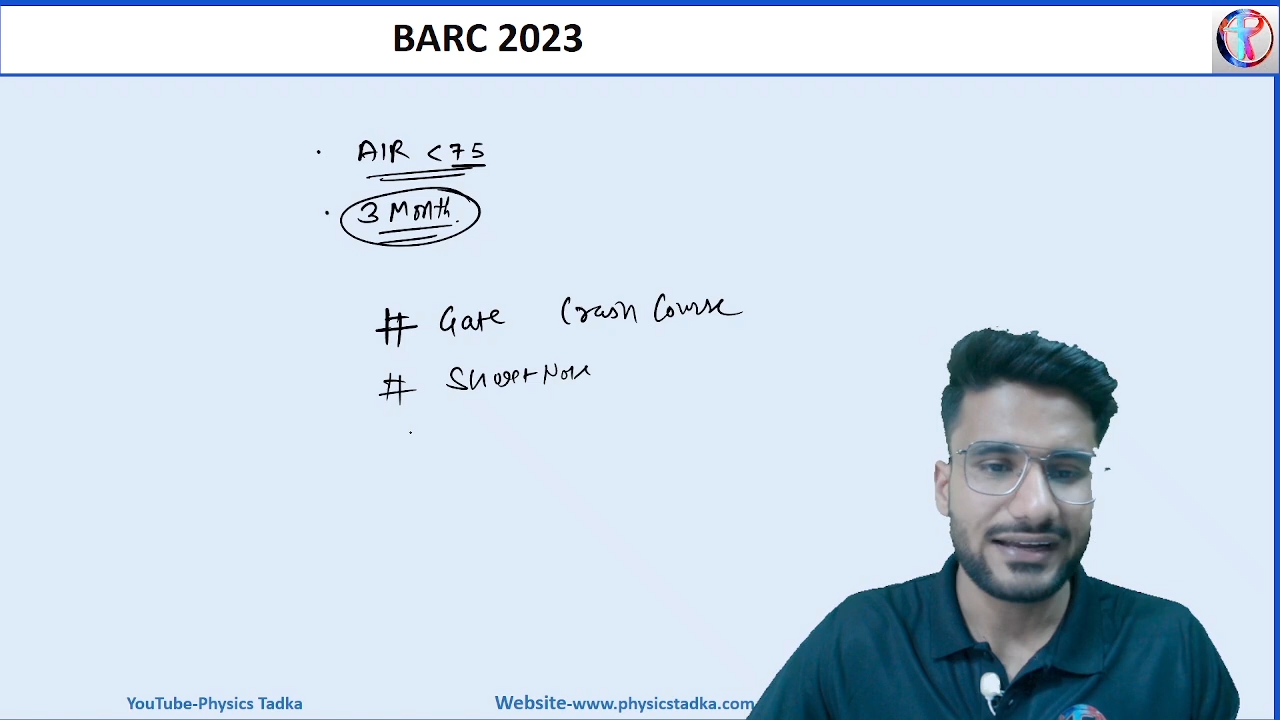 BARC 2023
. AIR < 75
. 3 Month.
# Gate Crash Course
# Short Note
YouTube-Physics Tadka
Website-www.physicstadka.com